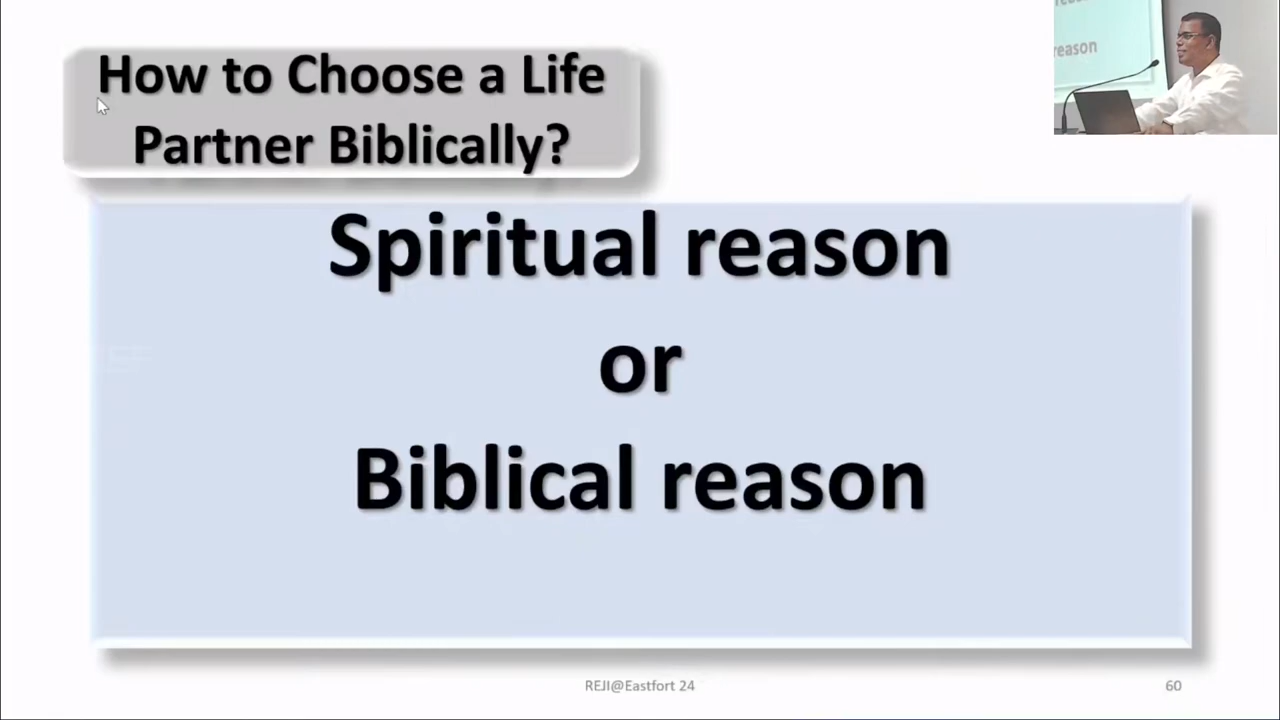 How to Choose a Life
Partner Biblically?
reason
Spiritual reason
or
Biblical reason
REJI@Eastfort 24
60